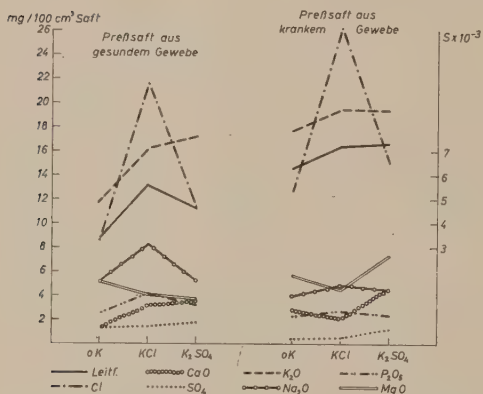 mg/100 cm³ Saft
Preßsaft aus
gesundem Gewebe
Preßsaft aus
krankem Gewebe
S x 10⁻³
26
24
22
20
18
16
14
12
10
8
6
4
2
7
6
5
4
3
oK KCl K₂SO₄ oK KCl K₂SO₄
Leitf. CaO K₂O P₂O₅
Cl SO₄ Na₂O MgO